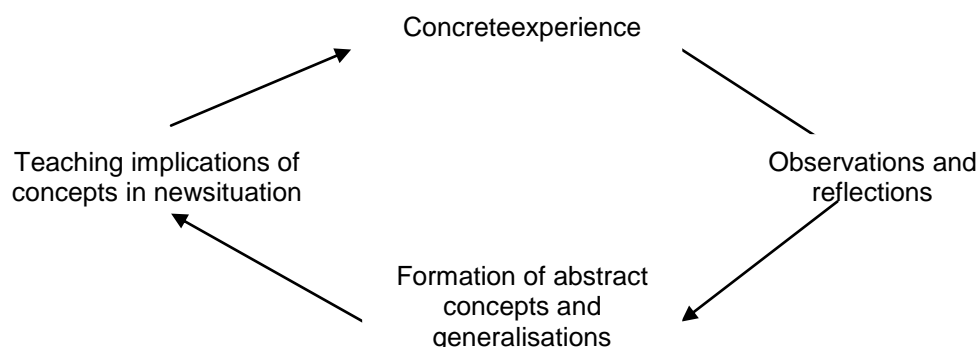 Concreteexperience
Teaching implications of
concepts in newsituation
Observations and
reflections
Formation of abstract
concepts and
generalisations